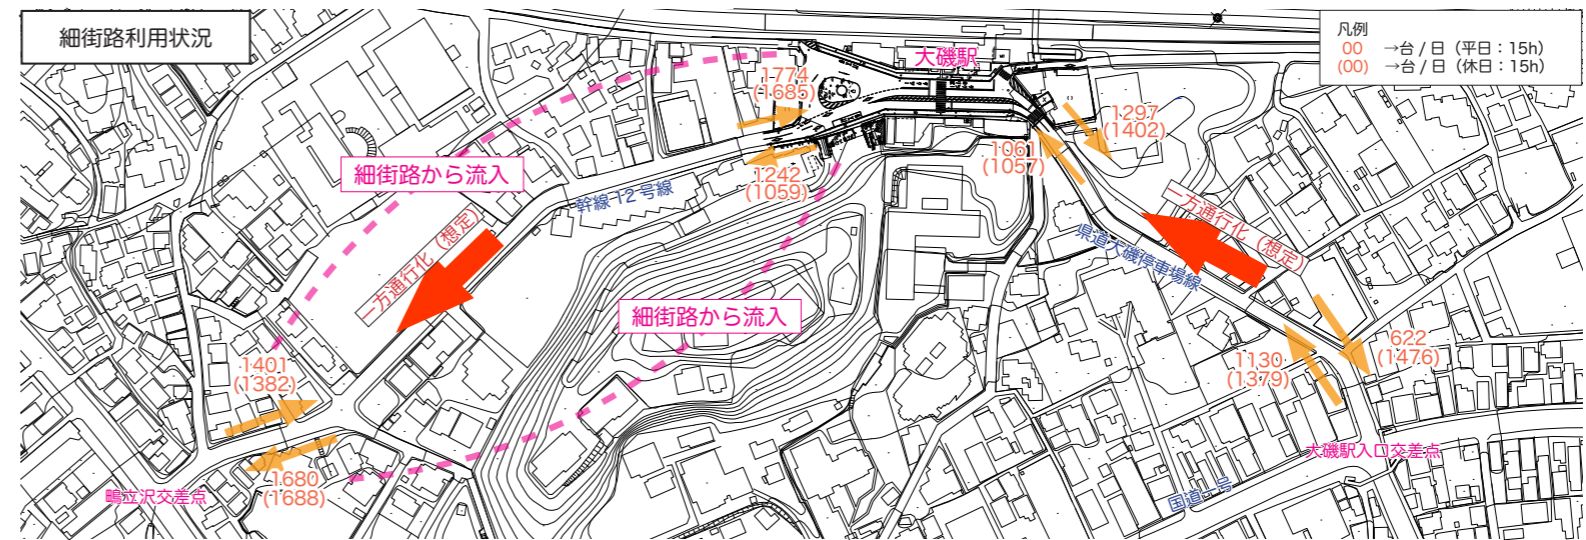 細街路利用状況
凡例
00 →台 / 日（平日：15h）
(00) →台 / 日（休日：15h）
大磯駅
1774
(1685)
1297
(1402)
1061
(1057)
細街路から流入
1242
(1059)
幹線 12 号線
一方通行化（想定）
一方通行化（想定）
県道大磯停車場線
細街路から流入
622
(1476)
1130
(1379)
1401
(1382)
大磯駅入口交差点
1680
(1688)
鴫立沢交差点
国道一号